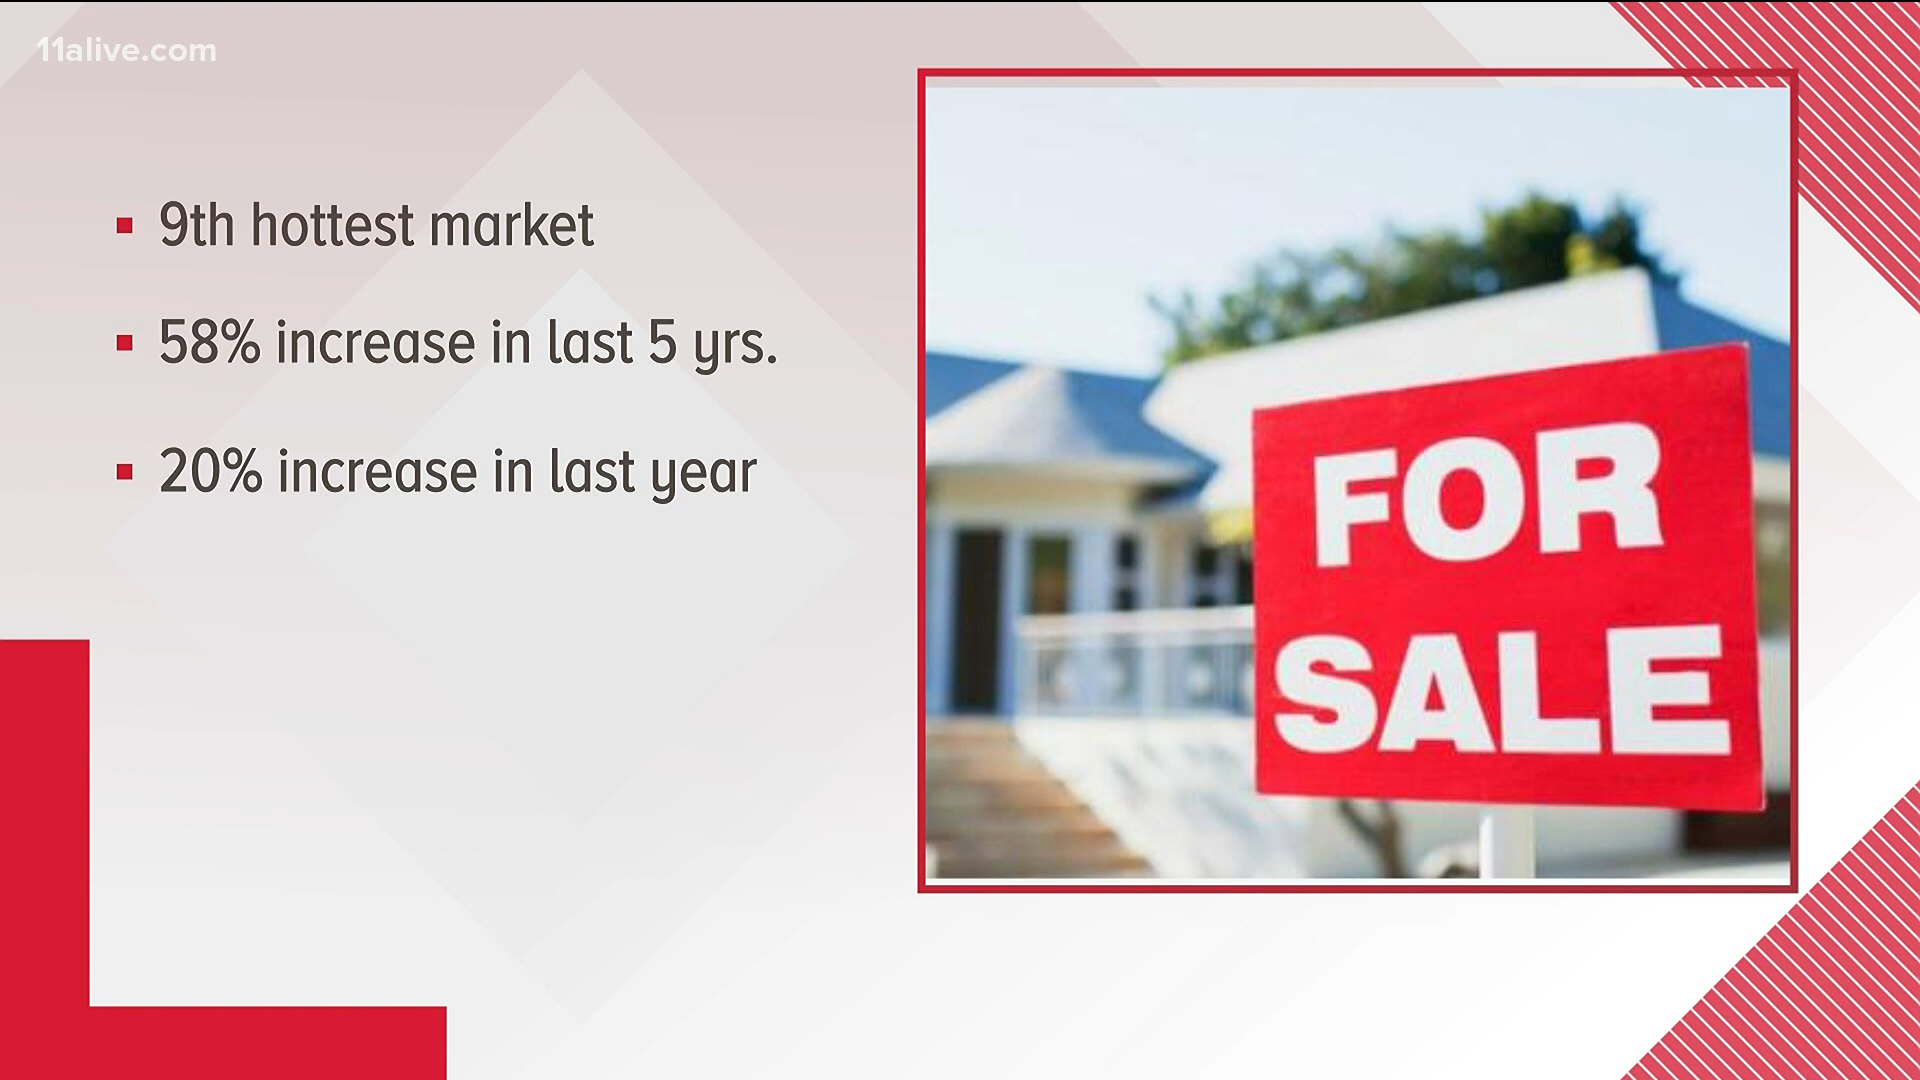 11alive.com
9th hottest market
58% increase in last 5 yrs.
20% increase in last year
FOR
SALE